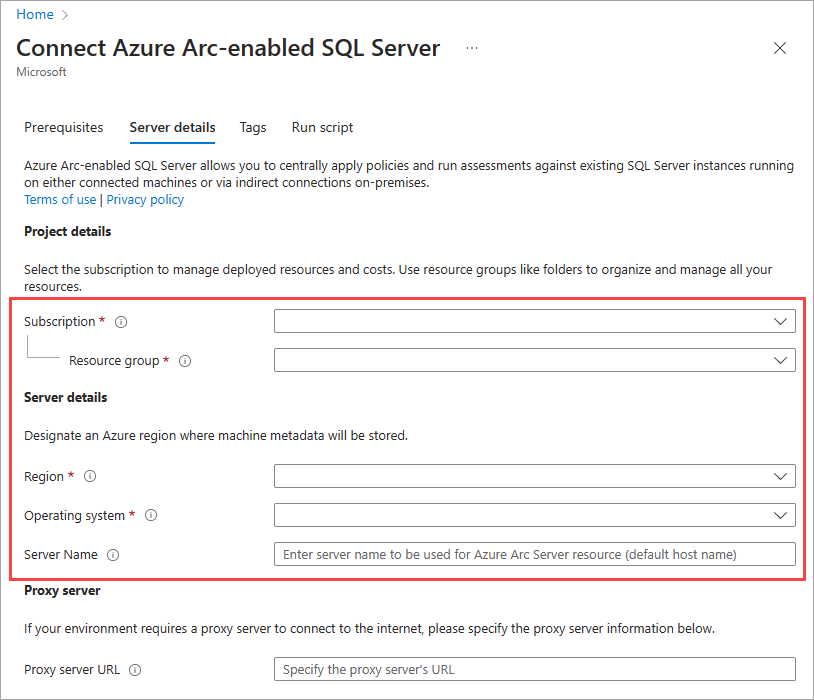 Home
Connect Azure Arc-enabled SQL Server ...
Microsoft
Prerequisites Server details Tags Run script
Azure Arc-enabled SQL Server allows you to centrally apply policies and run assessments against existing SQL Server instances running
on either connected machines or via indirect connections on-premises.
Terms of use | Privacy policy
Project details
Select the subscription to manage deployed resources and costs. Use resource groups like folders to organize and manage all your
resources.
Subscription *
Resource group *
Server details
Designate an Azure region where machine metadata will be stored.
Region *
Operating system *
Server Name Enter server name to be used for Azure Arc Server resource (default host name)
Proxy server
If your environment requires a proxy server to connect to the internet, please specify the proxy server information below.
Proxy server URL Specify the proxy server's URL